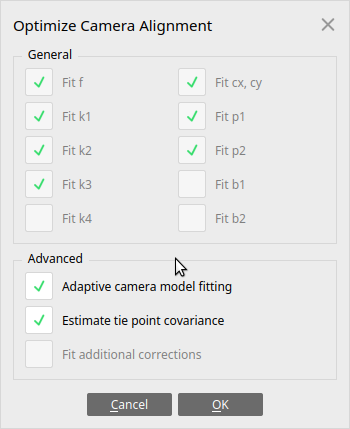 Optimize Camera Alignment
General
Fit f
Fit cx, cy
Fit k1
Fit p1
Fit k2
Fit p2
Fit k3
Fit b1
Fit k4
Fit b2
Advanced
Adaptive camera model fitting
Estimate tie point covariance
Fit additional corrections
Cancel
OK